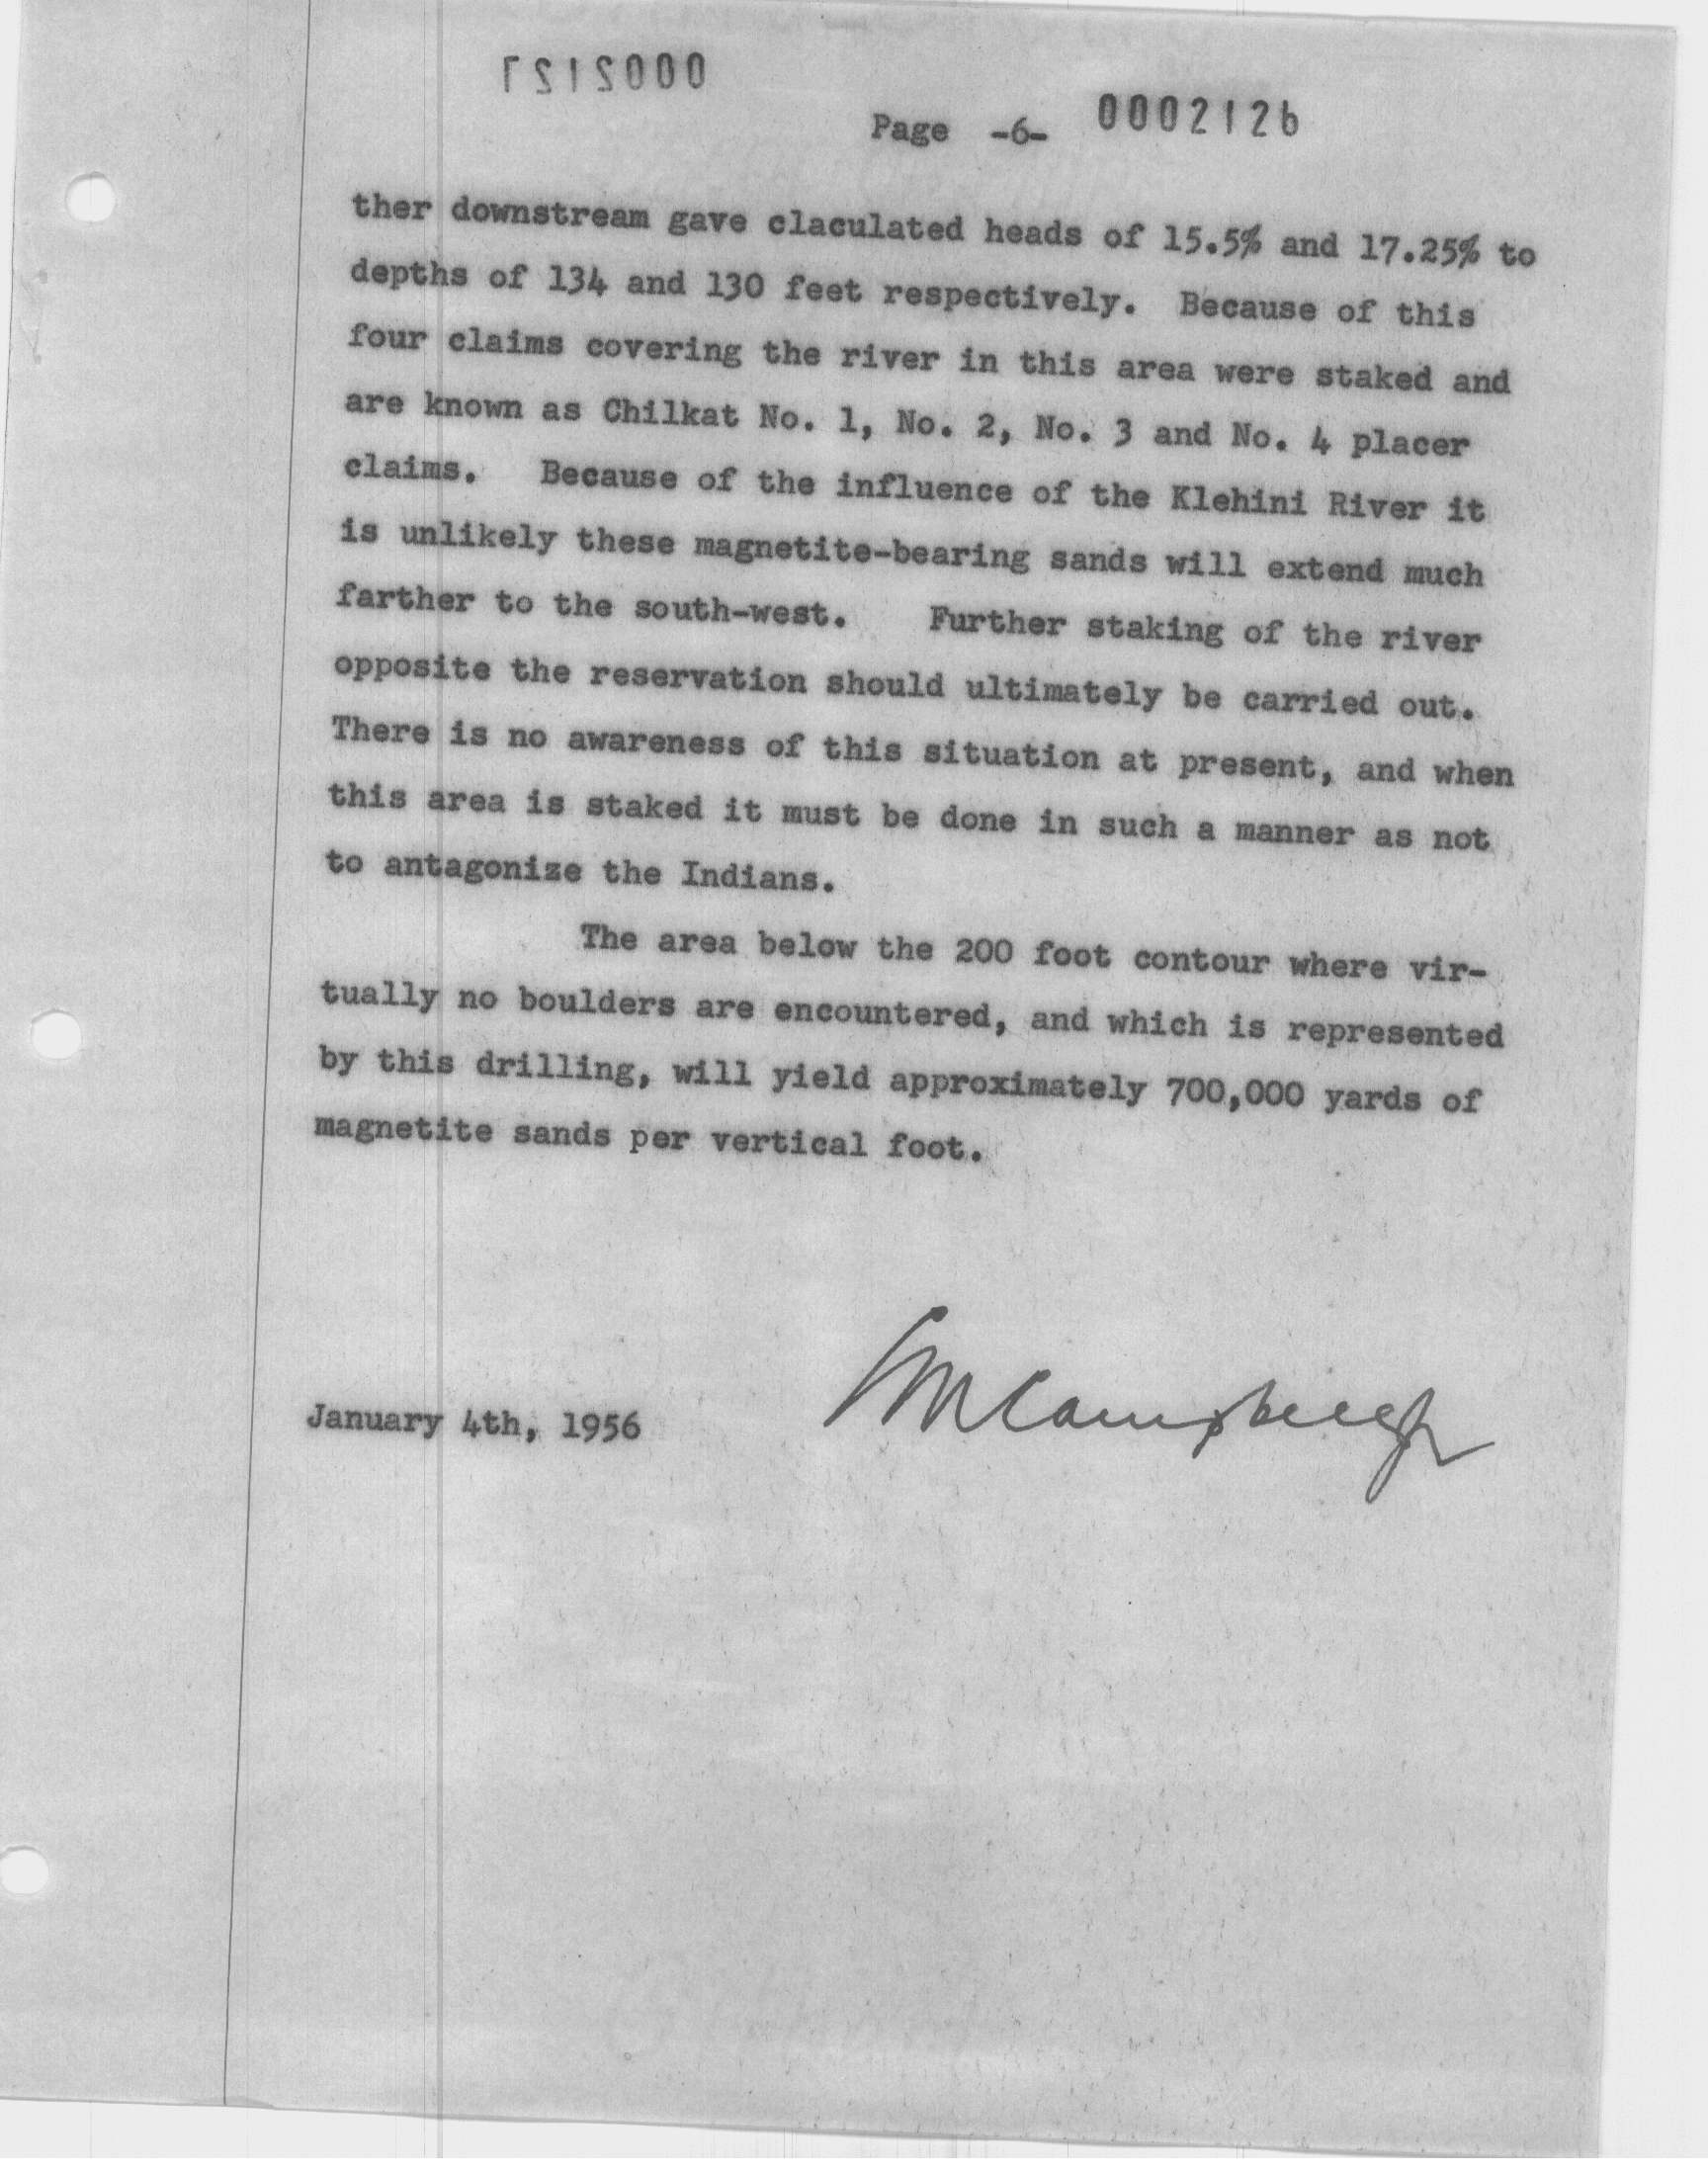 0002127
Page -6- 0002126
ther downstream gave claculated heads of 15.5% and 17.25% to
depths of 134 and 130 feet respectively. Because of this
four claims covering the river in this area were staked and
are known as Chilkat No. 1, No. 2, No. 3 and No. 4 placer
claims. Because of the influence of the Klehini River it
is unlikely these magnetite-bearing sands will extend much
farther to the south-west. Further staking of the river
opposite the reservation should ultimately be carried out.
There is no awareness of this situation at present, and when
this area is staked it must be done in such a manner as not
to antagonize the Indians.
The area below the 200 foot contour where vir-
tually no boulders are encountered, and which is represented
by this drilling, will yield approximately 700,000 yards of
magnetite sands per vertical foot.
January 4th, 1956